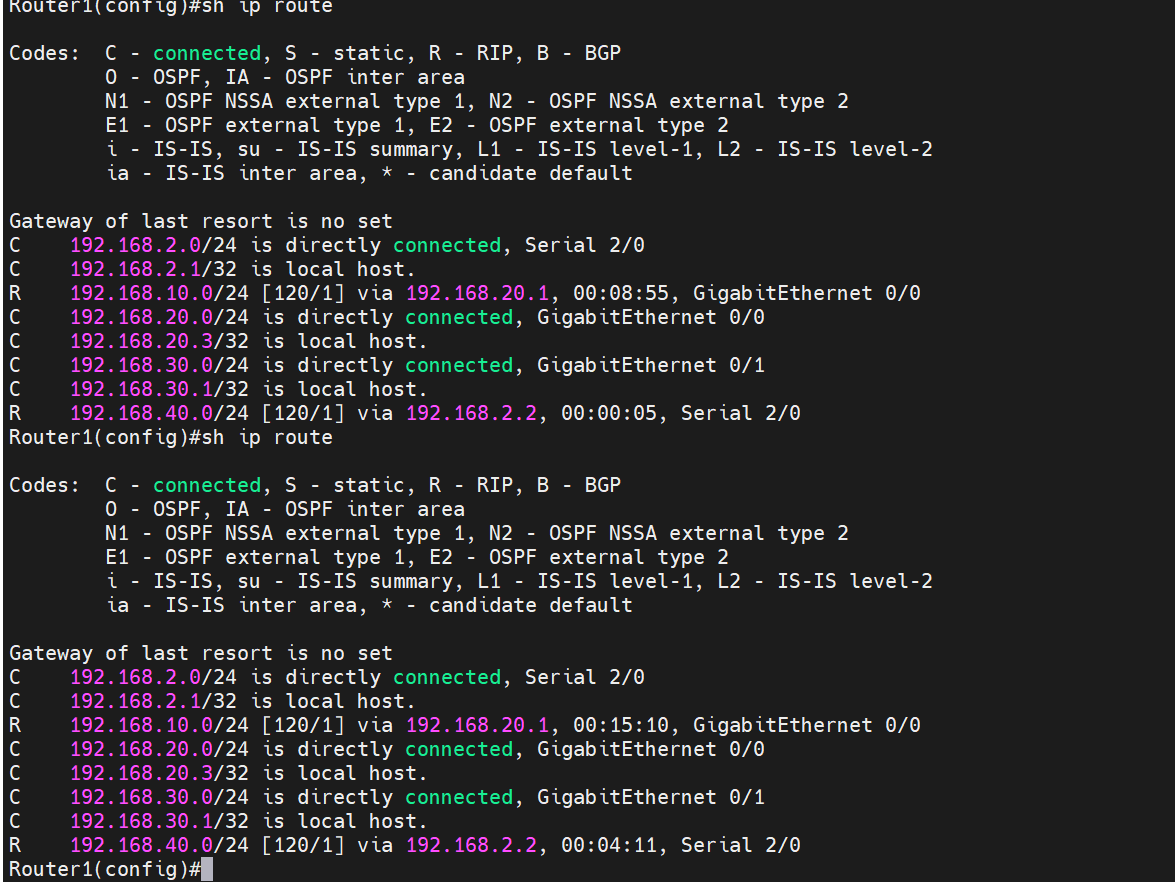 Router1(config)#sh ip route
Codes:  C - connected, S - static, R - RIP, B - BGP
        O - OSPF, IA - OSPF inter area
        N1 - OSPF NSSA external type 1, N2 - OSPF NSSA external type 2
        E1 - OSPF external type 1, E2 - OSPF external type 2
        i - IS-IS, su - IS-IS summary, L1 - IS-IS level-1, L2 - IS-IS level-2
        ia - IS-IS inter area, * - candidate default
Gateway of last resort is no set
C    192.168.2.0/24 is directly connected, Serial 2/0
C    192.168.2.1/32 is local host.
R    192.168.10.0/24 [120/1] via 192.168.20.1, 00:08:55, GigabitEthernet 0/0
C    192.168.20.0/24 is directly connected, GigabitEthernet 0/0
C    192.168.20.3/32 is local host.
C    192.168.30.0/24 is directly connected, GigabitEthernet 0/1
C    192.168.30.1/32 is local host.
R    192.168.40.0/24 [120/1] via 192.168.2.2, 00:00:05, Serial 2/0
Router1(config)#sh ip route
Codes:  C - connected, S - static, R - RIP, B - BGP
        O - OSPF, IA - OSPF inter area
        N1 - OSPF NSSA external type 1, N2 - OSPF NSSA external type 2
        E1 - OSPF external type 1, E2 - OSPF external type 2
        i - IS-IS, su - IS-IS summary, L1 - IS-IS level-1, L2 - IS-IS level-2
        ia - IS-IS inter area, * - candidate default
Gateway of last resort is no set
C    192.168.2.0/24 is directly connected, Serial 2/0
C    192.168.2.1/32 is local host.
R    192.168.10.0/24 [120/1] via 192.168.20.1, 00:15:10, GigabitEthernet 0/0
C    192.168.20.0/24 is directly connected, GigabitEthernet 0/0
C    192.168.20.3/32 is local host.
C    192.168.30.0/24 is directly connected, GigabitEthernet 0/1
C    192.168.30.1/32 is local host.
R    192.168.40.0/24 [120/1] via 192.168.2.2, 00:04:11, Serial 2/0
Router1(config)#